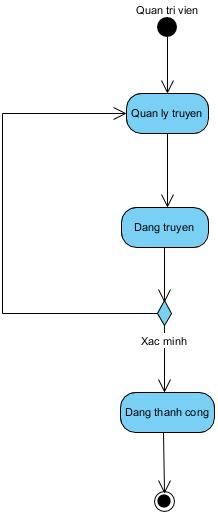 Quan tri vien
Quan ly truyen
Dang truyen
Xac minh
Dang thanh cong